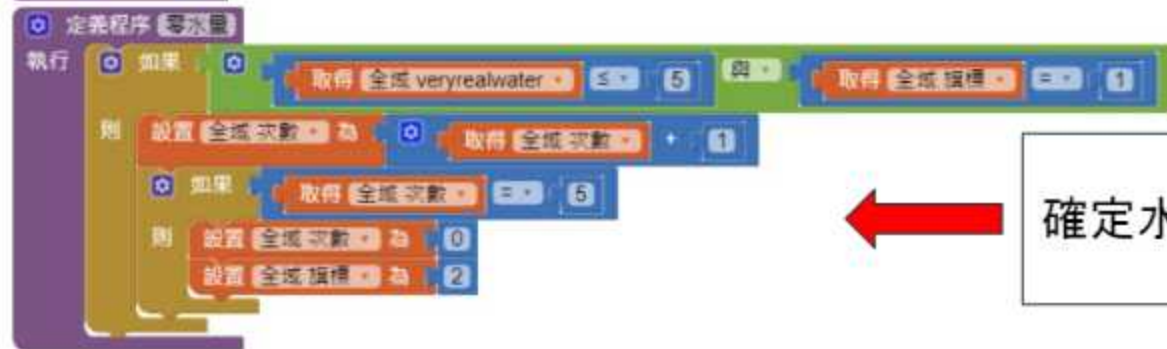 定義程序 零水量
執行 如果 取得 全域 veryrealwater ≤ 5 與 取得 全域 旗標 = 1
則 設置 全域 次數 為 取得 全域 次數 + 1
如果 取得 全域 次數 = 5
則 設置 全域 次數 為 0
設置 全域 旗標 為 2
確定水